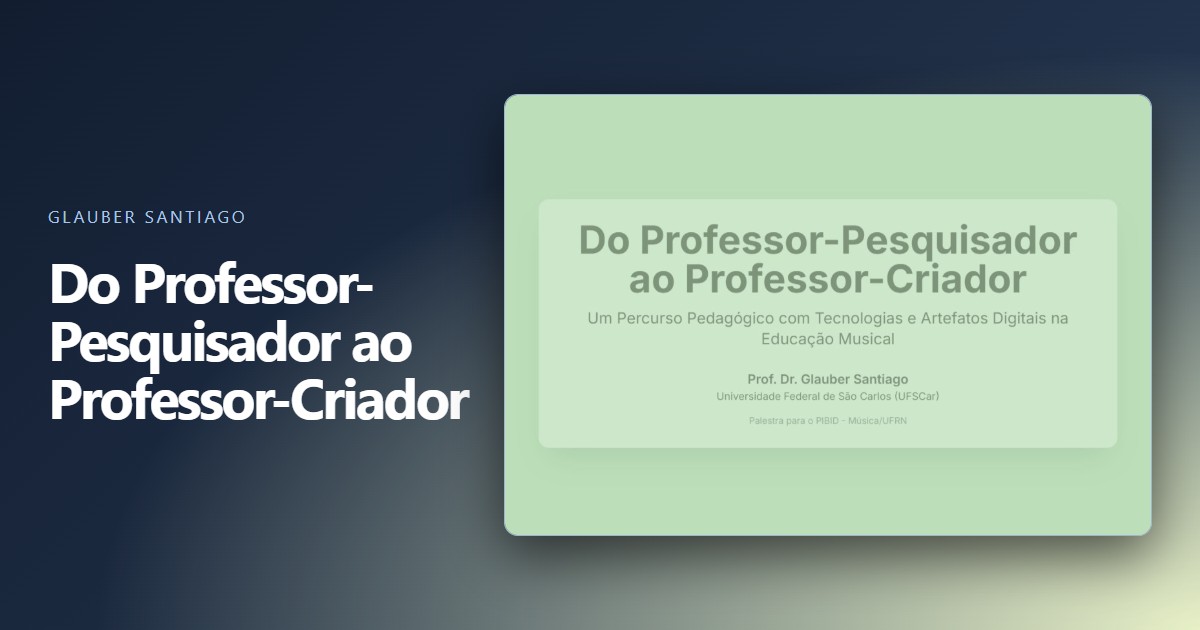 GLAUBER SANTIAGO
Do Professor-
Pesquisador ao
Professor-Criador
Do Professor-Pesquisador
ao Professor-Criador
Um Percurso Pedagógico com Tecnologias e Artefatos Digitais na
Educação Musical
Prof. Dr. Glauber Santiago
Universidade Federal de São Carlos (UFSCar)
Palestra para o PIBID - Música/UFRN